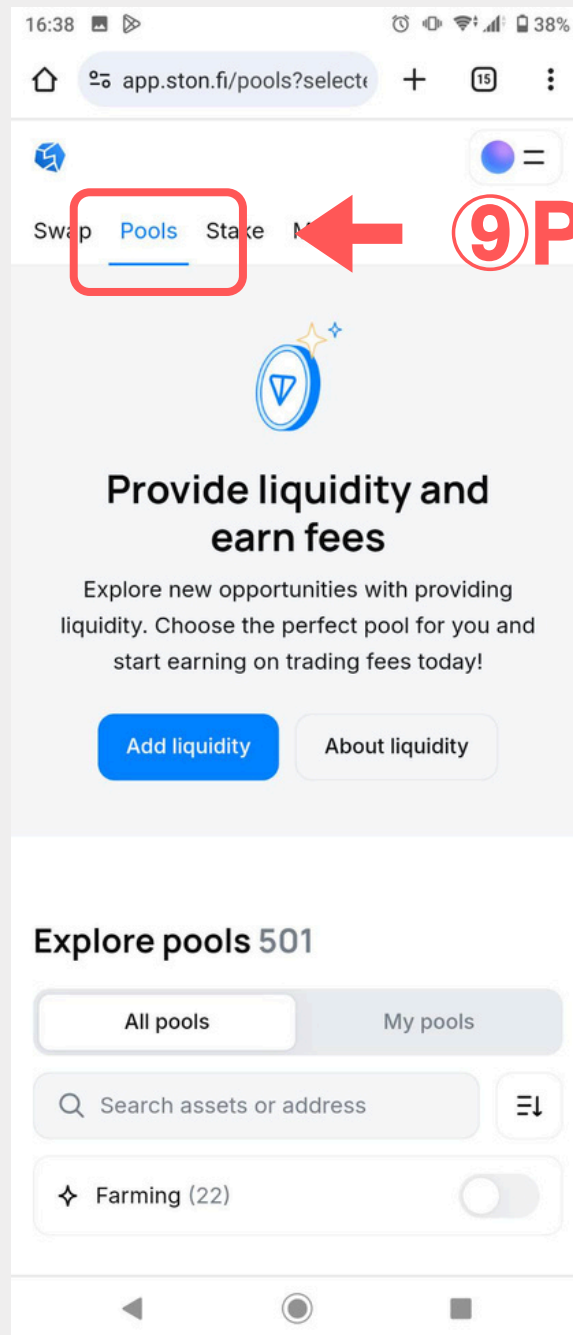 16:38
38%
app.ston.fi/pools?selecte
15
Swap Pools Stake
⑨P
Provide liquidity and
earn fees
Explore new opportunities with providing
liquidity. Choose the perfect pool for you and
start earning on trading fees today!
Add liquidity
About liquidity
Explore pools 501
All pools
My pools
Search assets or address
Farming (22)